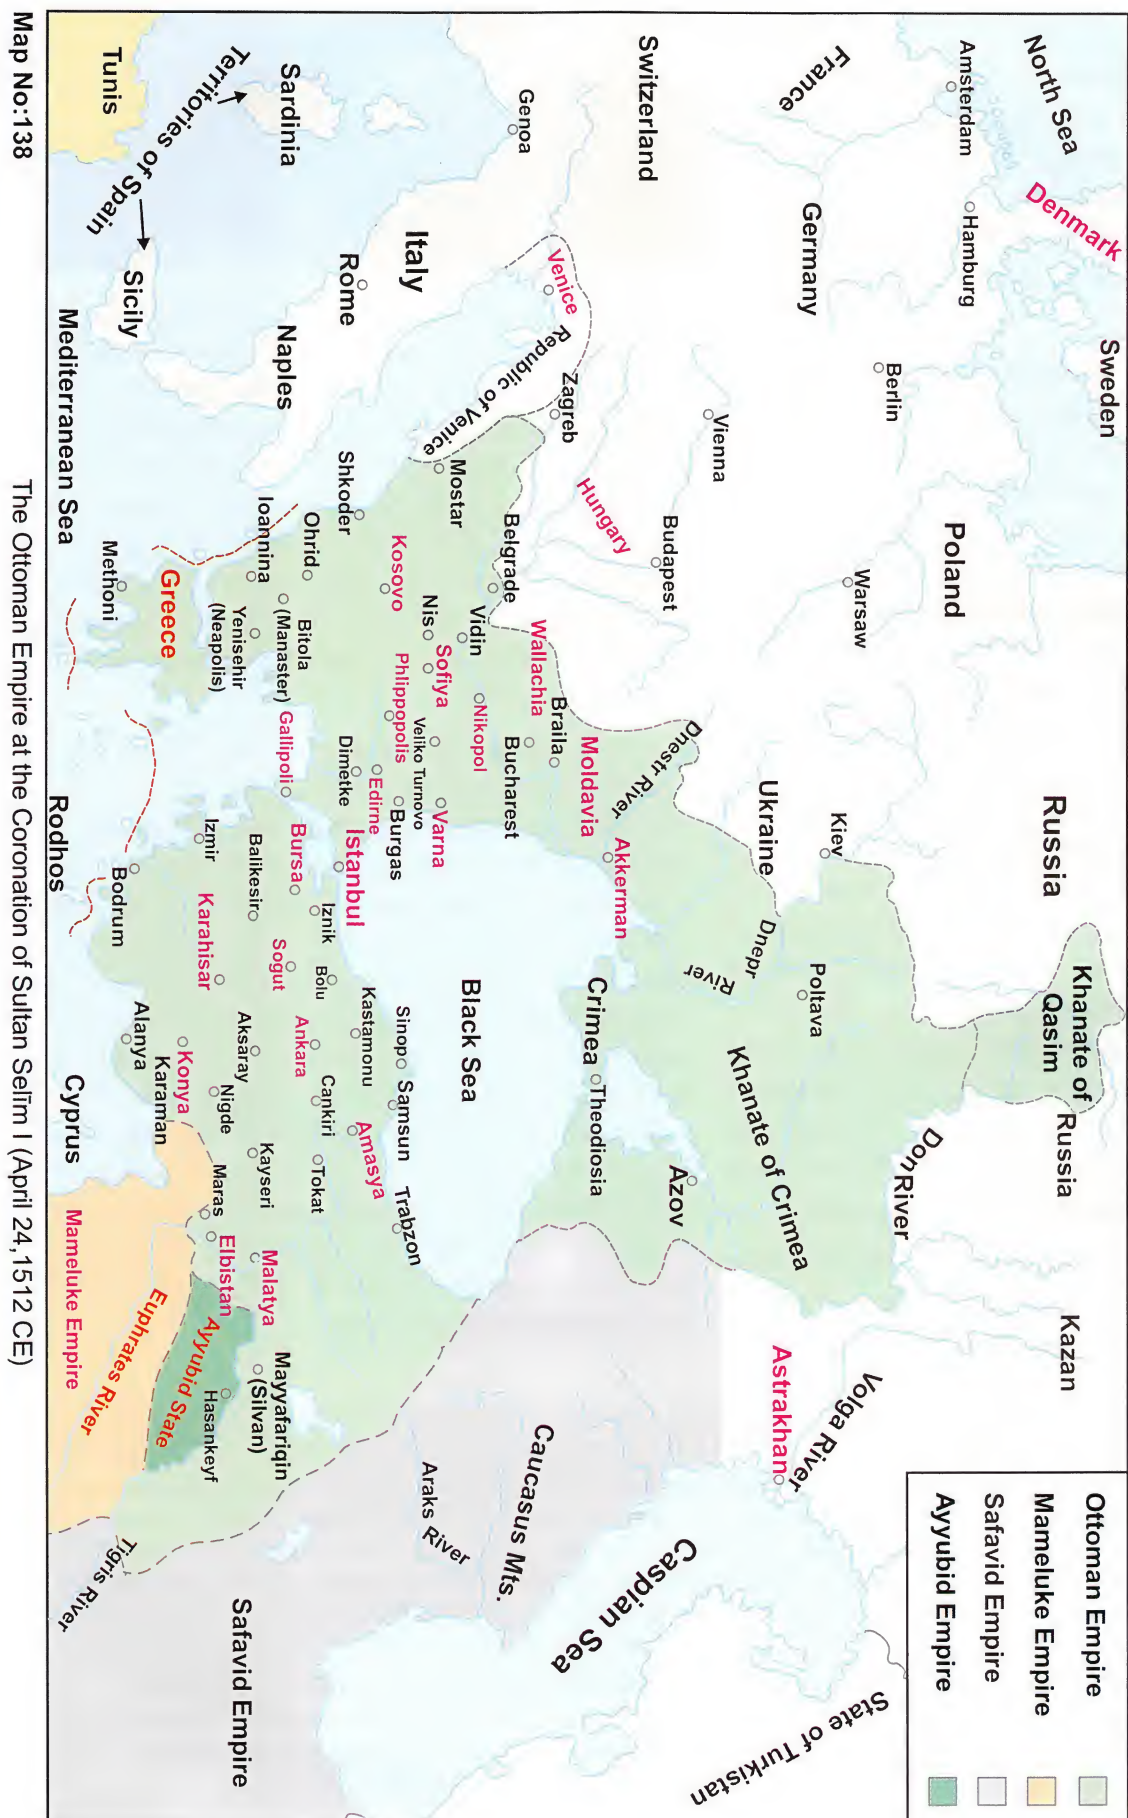 North Sea
Amsterdam
France
Switzerland
Genoa
Sardinia
Territories of Spain
Tunis
Denmark
Hamburg
Germany
Venice
Republic of Venice
Italy
Rome
Naples
Sicily
Mediterranean Sea
Sweden
Berlin
Vienna
Zagreb
Hungary
Budapest
Poland
Warsaw
Mostar
Shkoder
Belgrade
Kosovo
Ohrid
Ioannina
Greece
Methoni
Bitola
(Manaster)
Yenisehir
(Neapolis)
Nis
Vidin
Sofiya
Wallachia
Nikopol
Phlippopolis
Braila
Bucharest
Veliko Turnovo
Moldavia
Dnestr River
Gallipoli
Dimetke
Edirne
Burgas
Varna
Akkerman
Ukraine
Kiev
Russia
Istanbul
Bursa
Balikesir
Izmir
Rodhos
Bodrum
Iznik
Karahisar
Sogut
Bolu
Kastamonu
Sinop
Black Sea
Crimea
Theodiosia
Dnepr
River
Poltava
Khanate of
Qasim
Russia
Khanate of Crimea
Don River
Azov
Alanya
Karaman
Konya
Aksaray
Nigde
Ankara
Cankiri
Samsun
Amasya
Tokat
Kayseri
Trabzon
Cyprus
Maras
Elbistan
Malatya
Mameluke Empire
Euphrates River
Ayyubid State
Hasankeyf
Mayyafariqin
(Silvan)
Tigris River
Kazan
Volga River
Astrakhan
Caucasus Mts.
Araks River
Caspian Sea
Safavid Empire
State of Turkistan
Ottoman Empire
Mameluke Empire
Safavid Empire
Ayyubid Empire
Map No:138
The Ottoman Empire at the Coronation of Sultan Selīm I (April 24,1512 CE)